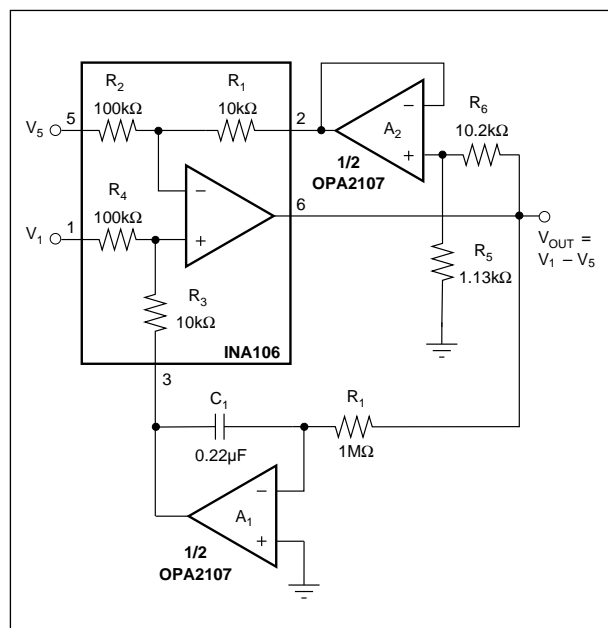 R2
100kΩ
R1
10kΩ
V5
5
2
−
+
A2
1/2
OPA2107
R6
10.2kΩ
V1
1
R4
100kΩ
−
+
6
R5
1.13kΩ
VOUT =
V1 – V5
R3
10kΩ
INA106
3
C1
0.22µF
R1
1MΩ
−
+
A1
1/2
OPA2107